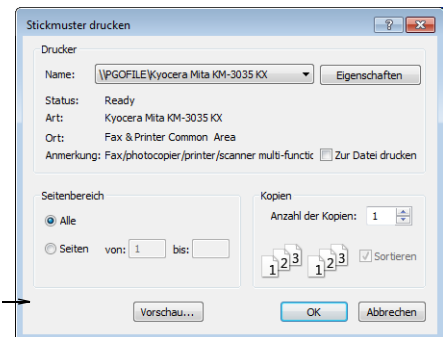 Stickmuster drucken
Drucker
Name: \\PGOFILE\Kyocera Mita KM-3035 KX Eigenschaften
Status: Ready
Art: Kyocera Mita KM-3035 KX
Ort: Fax & Printer Common Area
Anmerkung: Fax/photocopier/printer/scanner multi-functic Zur Datei drucken
Seitenbereich
Alle
Seiten von: 1 bis:
Kopien
Anzahl der Kopien: 1
1 2 3 1 2 3 Sortieren
Vorschau... OK Abbrechen